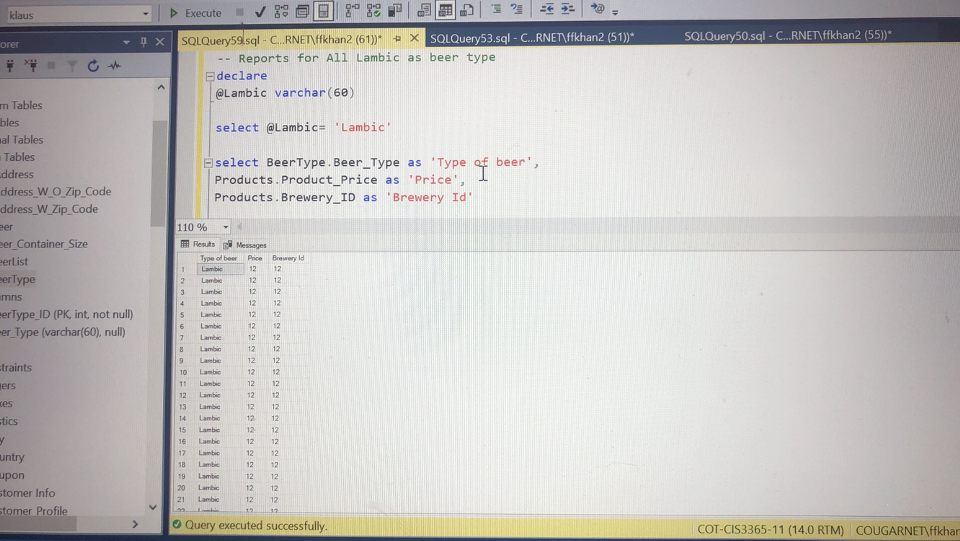 klaus
Execute
SQLQuery59.sql - C...RNET\ffkhan2 (61))*
SQLQuery53.sql - C...RNET\ffkhan2 (51))*
SQLQuery50.sql - C...RNET\ffkhan2 (55))*
orer
-- Reports for All Lambic as beer type
declare
@Lambic varchar(60)
select @Lambic= 'Lambic'
select BeerType.Beer_Type as 'Type of beer',
Products.Product_Price as 'Price',
Products.Brewery_ID as 'Brewery Id'
m Tables
bles
nal Tables
Tables
ddress
ddress_W_O_Zip_Code
ddress_W_Zip_Code
eer
eer_Container_Size
eerList
eerType
umns
eerType_ID (PK, int, not null)
eer_Type (varchar(60), null)
straints
gers
xes
stics
y
untry
upon
stomer Info
stomer Profile
110 %
Results Messages
Type of beer Price Brewery Id
1 Lambic 12 12
2 Lambic 12 12
3 Lambic 12 12
4 Lambic 12 12
5 Lambic 12 12
6 Lambic 12 12
7 Lambic 12 12
8 Lambic 12 12
9 Lambic 12 12
10 Lambic 12 12
11 Lambic 12 12
12 Lambic 12 12
13 Lambic 12 12
14 Lambic 12 12
15 Lambic 12 12
16 Lambic 12 12
17 Lambic 12 12
18 Lambic 12 12
19 Lambic 12 12
20 Lambic 12 12
21 Lambic 12 12
Query executed successfully.
COT-CIS3365-11 (14.0 RTM)
COUGARNET\ffkhan